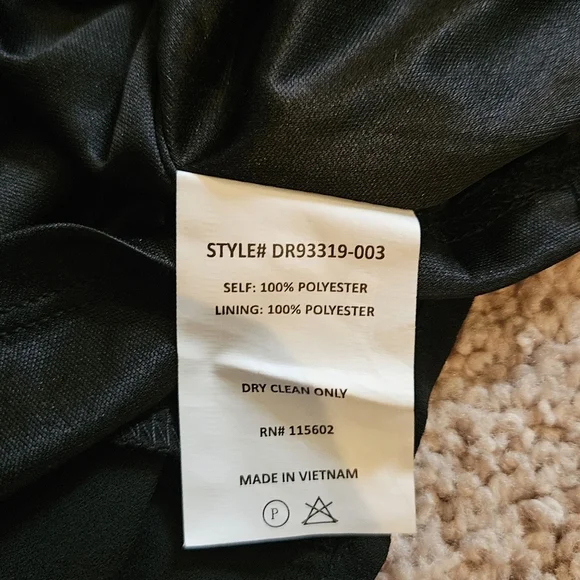 STYLE# DR93319-003
SELF: 100% POLYESTER
LINING: 100% POLYESTER
DRY CLEAN ONLY
RN# 115602
MADE IN VIETNAM
P